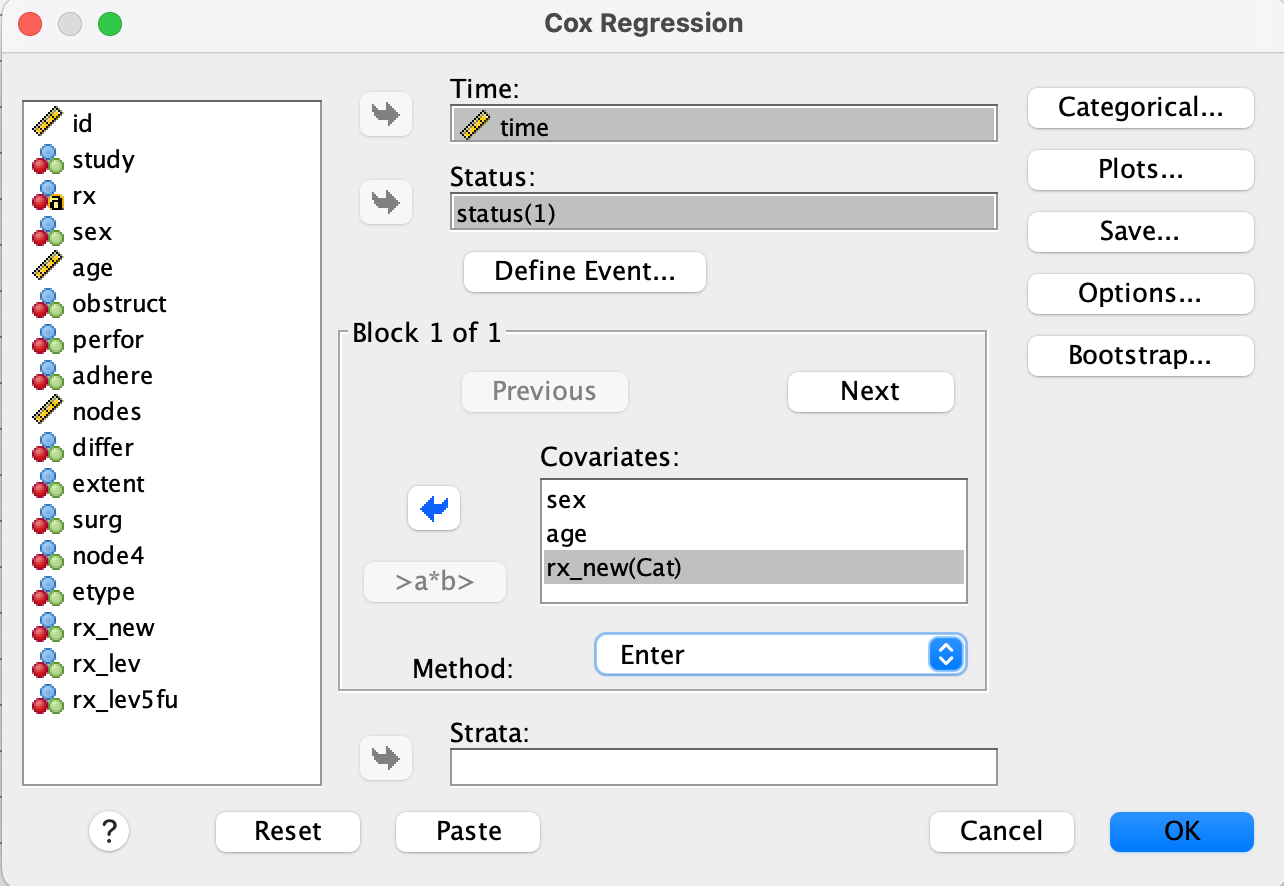 Cox Regression
id
study
rx
sex
age
obstruct
perfor
adhere
nodes
differ
extent
surg
node4
etype
rx_new
rx_lev
rx_lev5fu
Time:
time
Status:
status(1)
Define Event...
Block 1 of 1
Previous
Next
Covariates:
sex
age
rx_new(Cat)
>a*b>
Method:
Enter
Strata:
Categorical...
Plots...
Save...
Options...
Bootstrap...
?
Reset
Paste
Cancel
OK